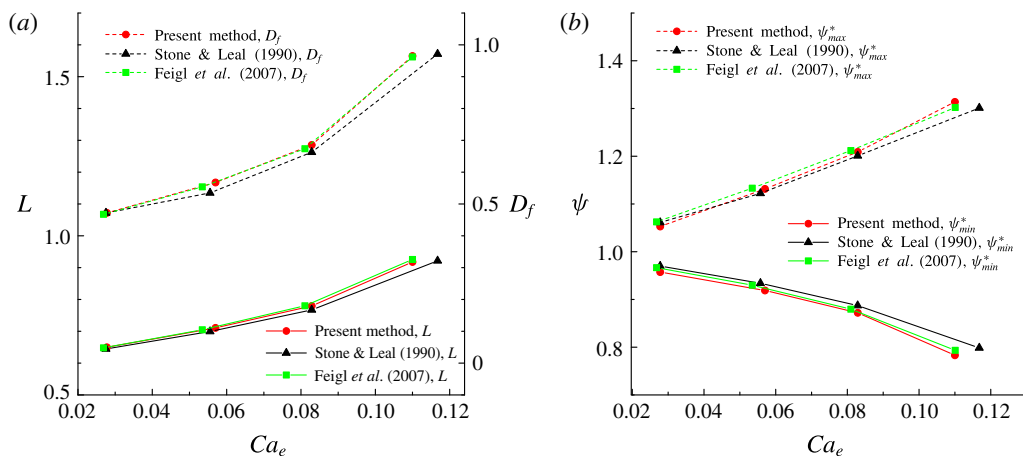 (a)
Present method, D_f
Stone & Leal (1990), D_f
Feigl et al. (2007), D_f
1.5
1.0
0.5
L
1.0
0.5
0
D_f
Present method, L
Stone & Leal (1990), L
Feigl et al. (2007), L
0.02 0.04 0.06 0.08 0.10 0.12
Ca_e
(b)
Present method, ψ*_max
Stone & Leal (1990), ψ*_max
Feigl et al. (2007), ψ*_max
1.4
1.2
1.0
0.8
ψ
Present method, ψ*_min
Stone & Leal (1990), ψ*_min
Feigl et al. (2007), ψ*_min
0.02 0.04 0.06 0.08 0.10 0.12
Ca_e